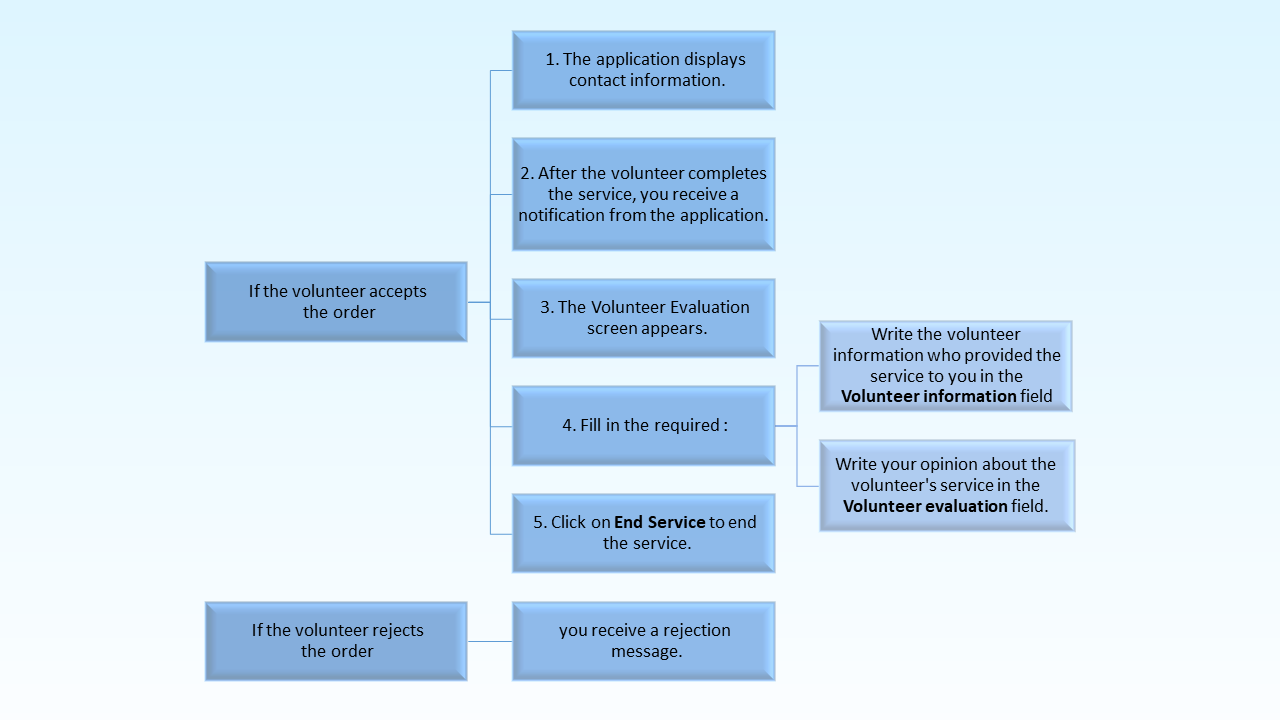 If the volunteer accepts
the order
1. The application displays
contact information.
2. After the volunteer completes
the service, you receive a
notification from the application.
3. The Volunteer Evaluation
screen appears.
4. Fill in the required :
Write the volunteer
information who provided the
service to you in the
Volunteer information field
Write your opinion about the
volunteer's service in the
Volunteer evaluation field.
5. Click on End Service to end
the service.
If the volunteer rejects
the order
you receive a rejection
message.